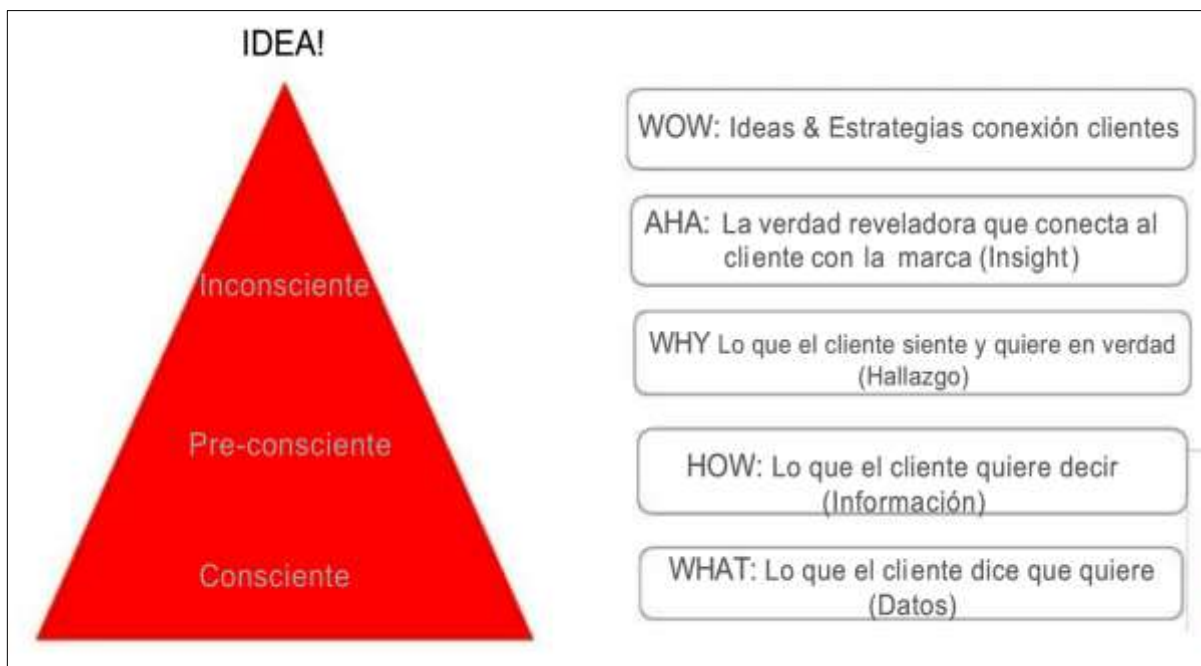 IDEA!
Inconsciente
Pre-consciente
Consciente
WOW: Ideas & Estrategias conexión clientes
AHA: La verdad reveladora que conecta al
cliente con la marca (Insight)
WHY Lo que el cliente siente y quiere en verdad
(Hallazgo)
HOW: Lo que el cliente quiere decir
(Información)
WHAT: Lo que el cliente dice que quiere
(Datos)